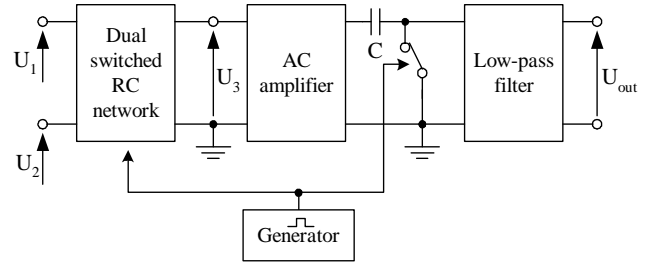 U1
U2
Dual
switched
RC
network
U3
AC
amplifier
C
Low-pass
filter
Uout
Generator